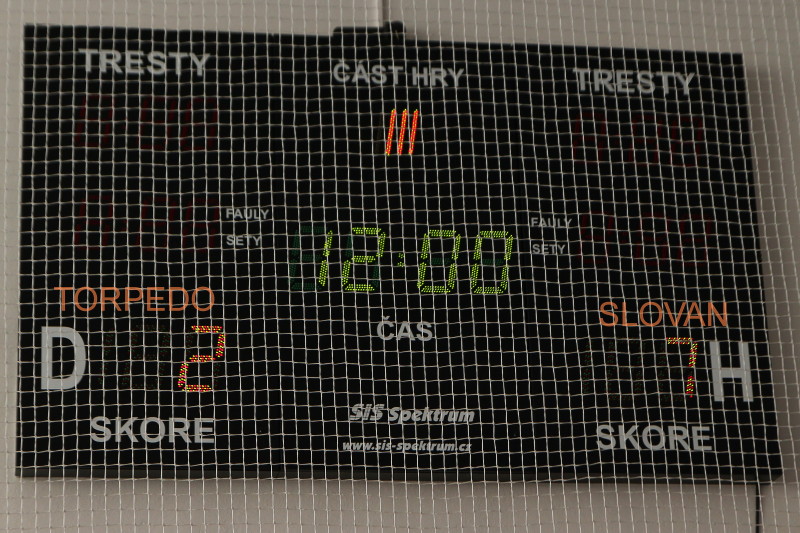 TRESTY
ČÁST HRY
TRESTY
III
FAULY
SETY
12:00
FAULY
SETY
TORPEDO
SLOVAN
D
2
ČAS
7
H
SKORE
SiS Spektrum
www.sis-spektrum.cz
SKORE